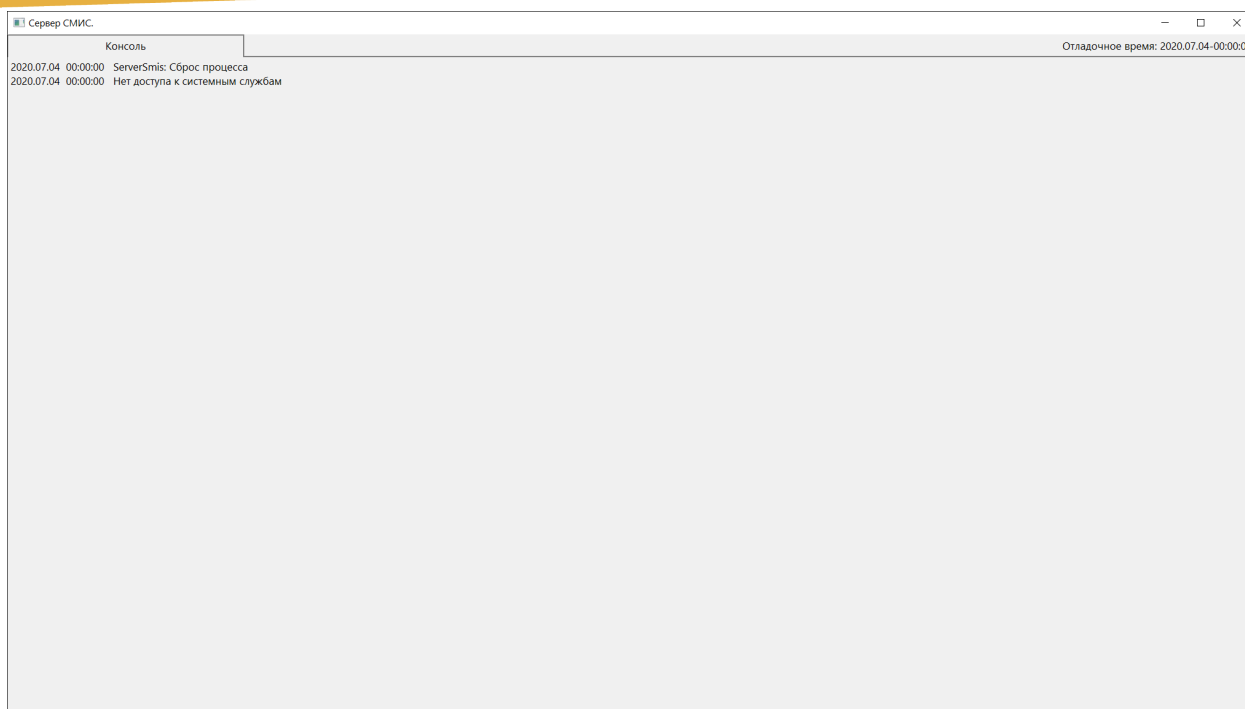 Сервер СМИС.
Консоль
Отладочное время: 2020.07.04-00:00:0
2020.07.04 00:00:00 ServerSmis: Сброс процесса
2020.07.04 00:00:00 Нет доступа к системным службам